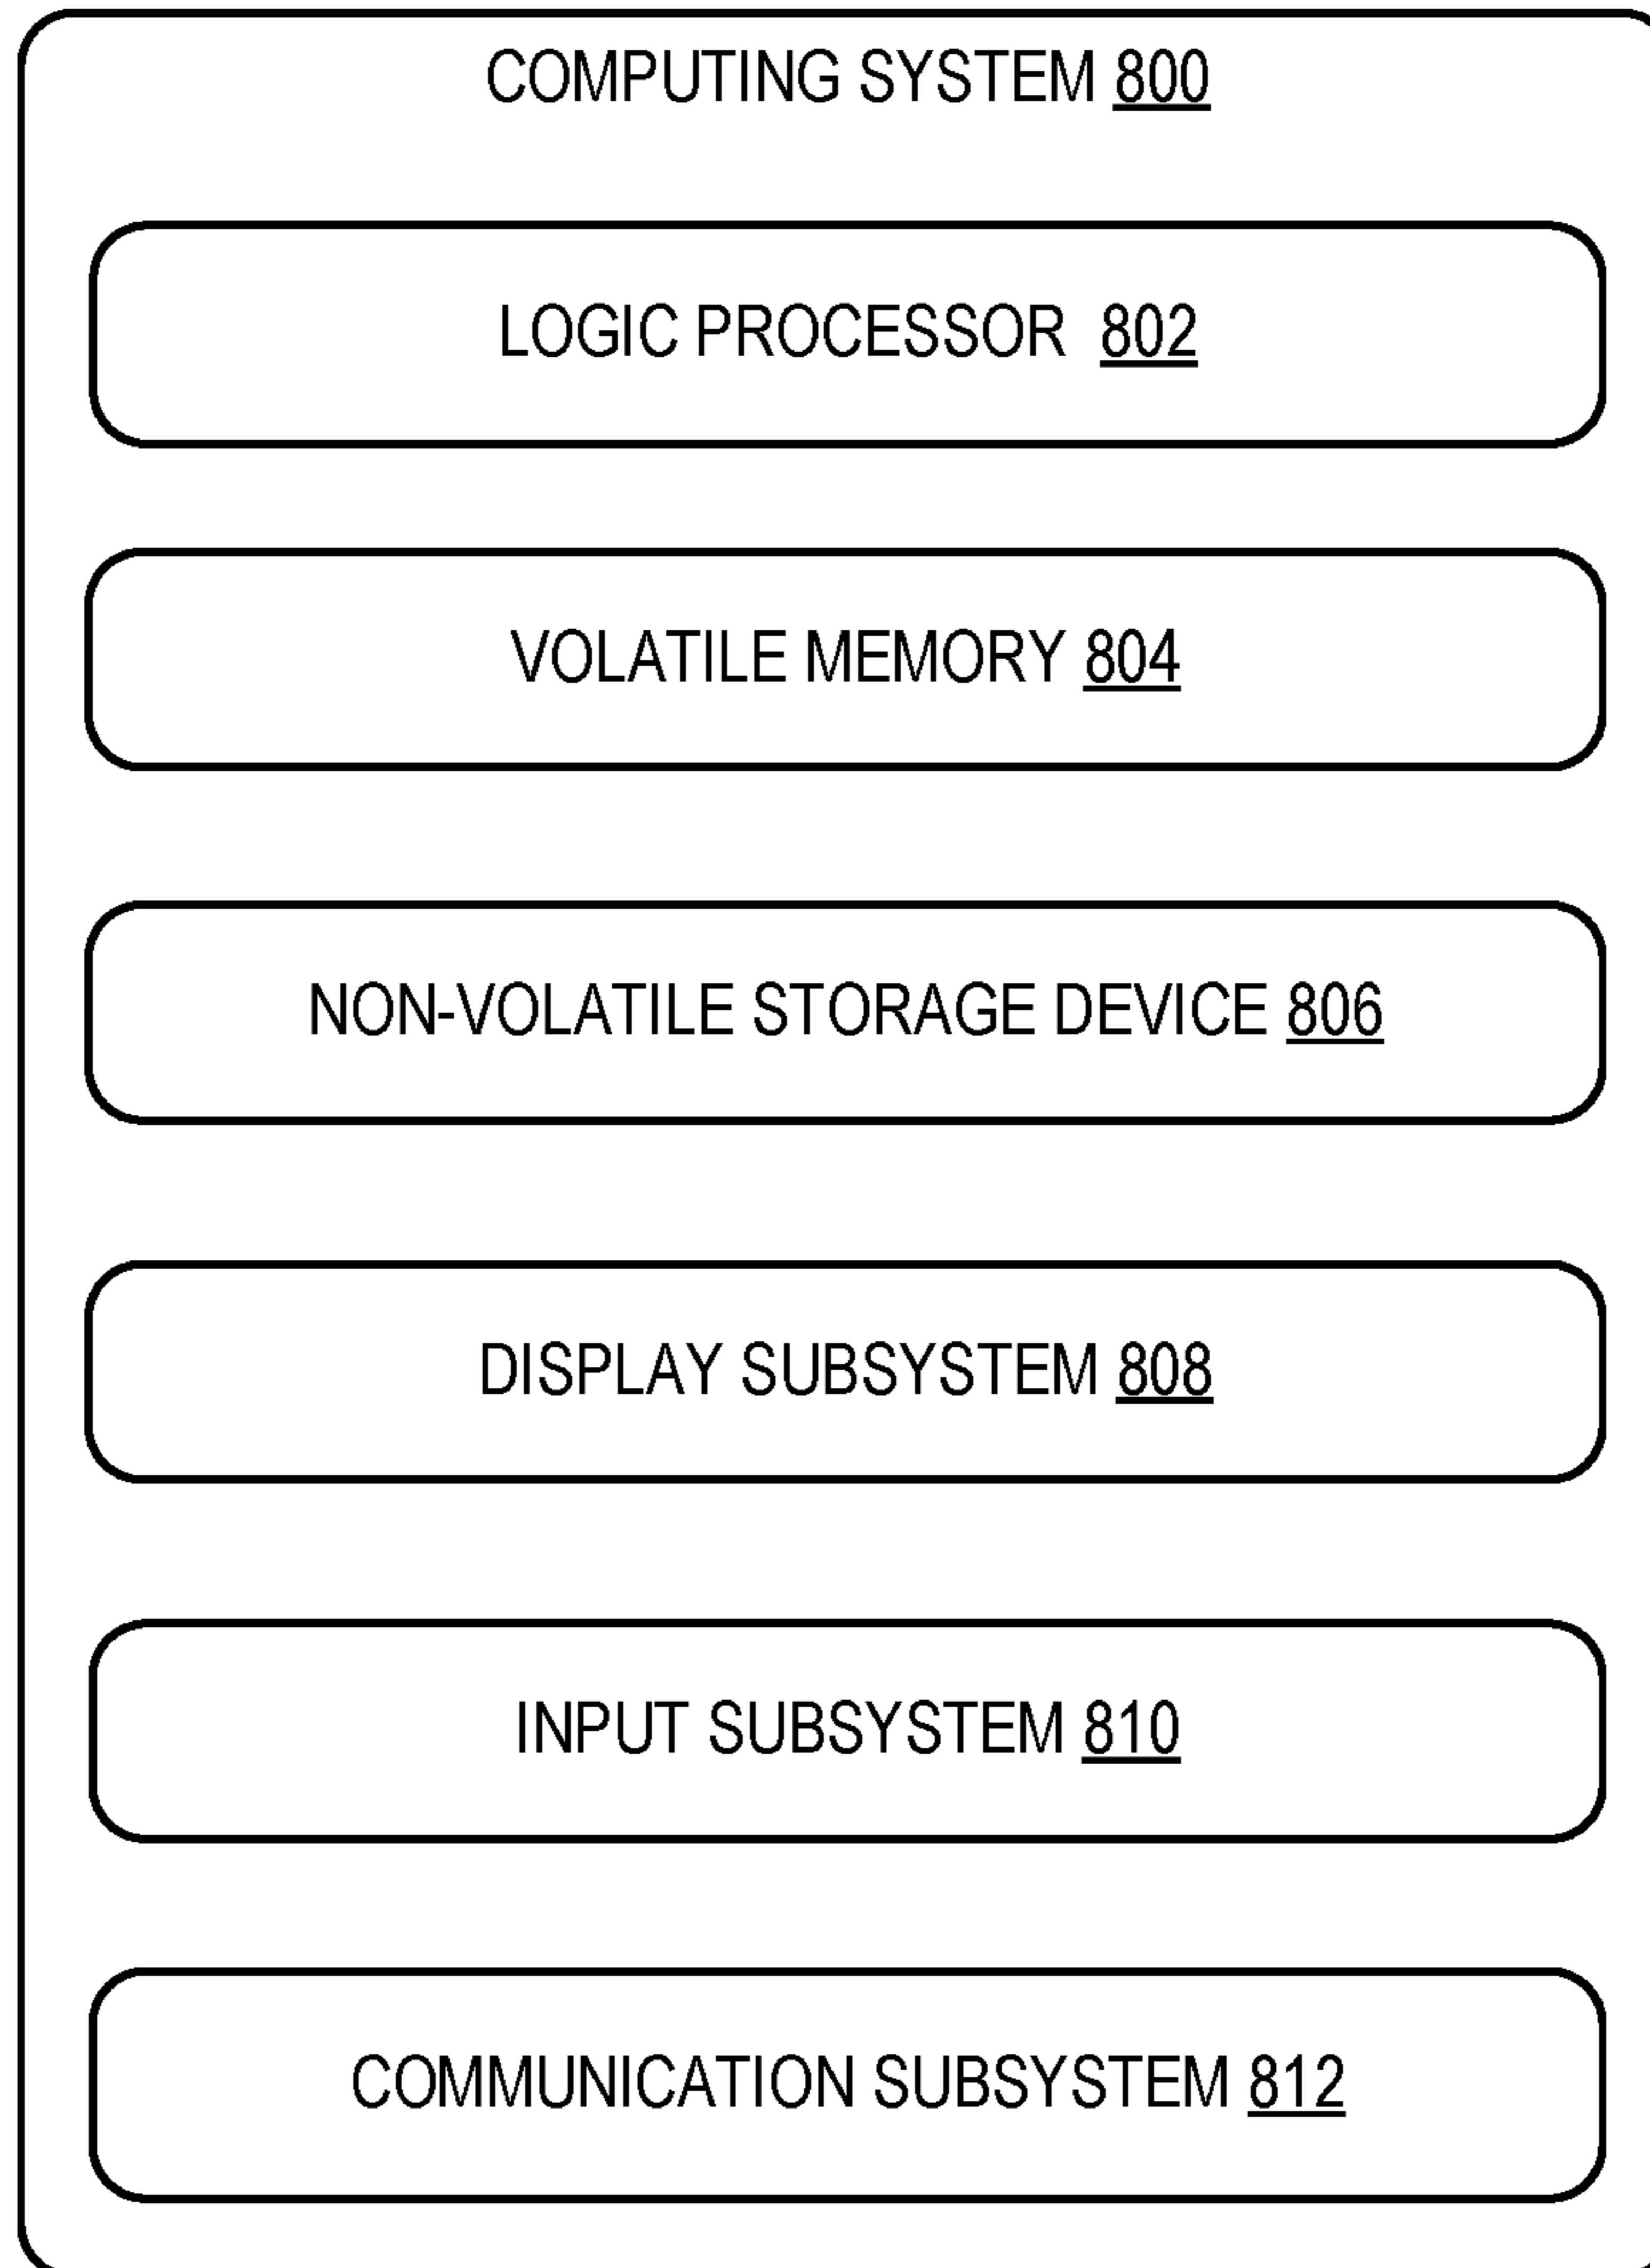 COMPUTING SYSTEM 800
LOGIC PROCESSOR 802
VOLATILE MEMORY 804
NON-VOLATILE STORAGE DEVICE 806
DISPLAY SUBSYSTEM 808
INPUT SUBSYSTEM 810
COMMUNICATION SUBSYSTEM 812